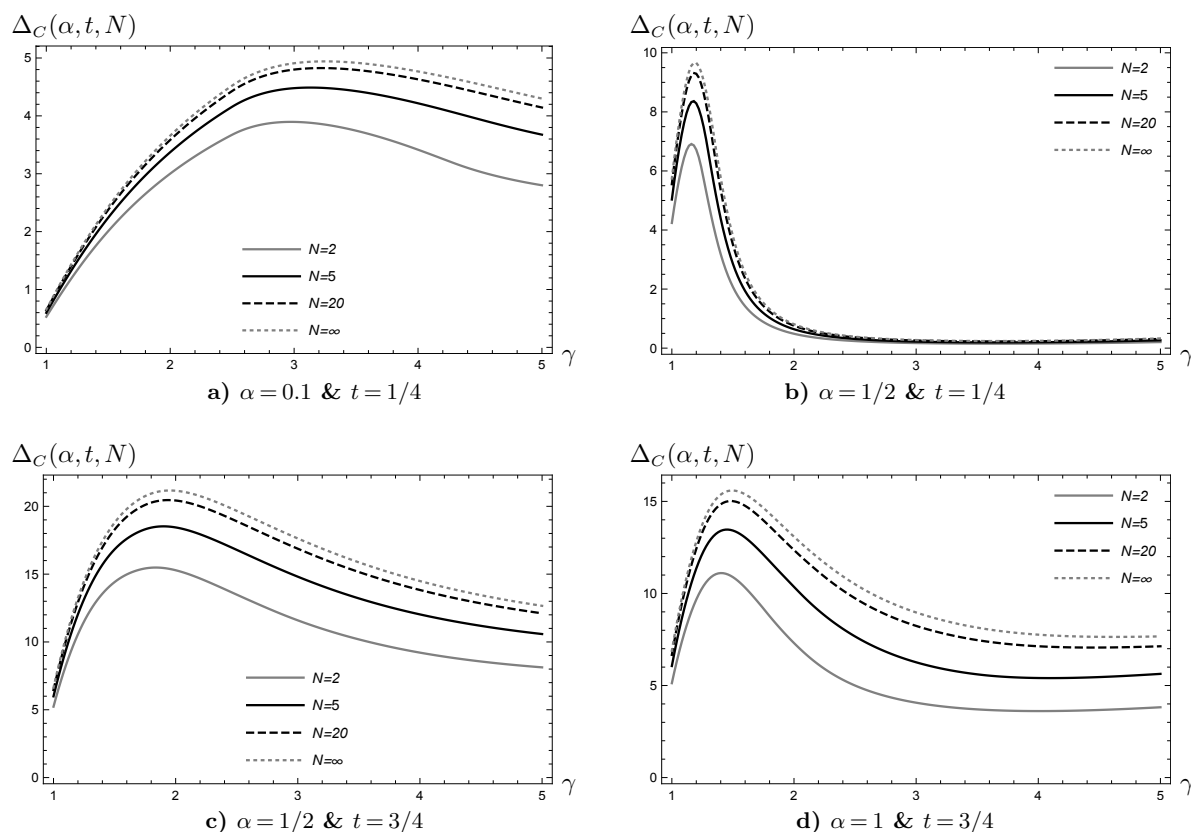 Δ_C(α, t, N)
5
4
3
2
1
0
N=2
N=5
N=20
N=∞
1 2 3 4 5 γ
a) α = 0.1 & t = 1/4
Δ_C(α, t, N)
10
8
6
4
2
0
N=2
N=5
N=20
N=∞
1 2 3 4 5 γ
b) α = 1/2 & t = 1/4
Δ_C(α, t, N)
20
15
10
5
0
N=2
N=5
N=20
N=∞
1 2 3 4 5 γ
c) α = 1/2 & t = 3/4
Δ_C(α, t, N)
15
10
5
0
N=2
N=5
N=20
N=∞
1 2 3 4 5 γ
d) α = 1 & t = 3/4